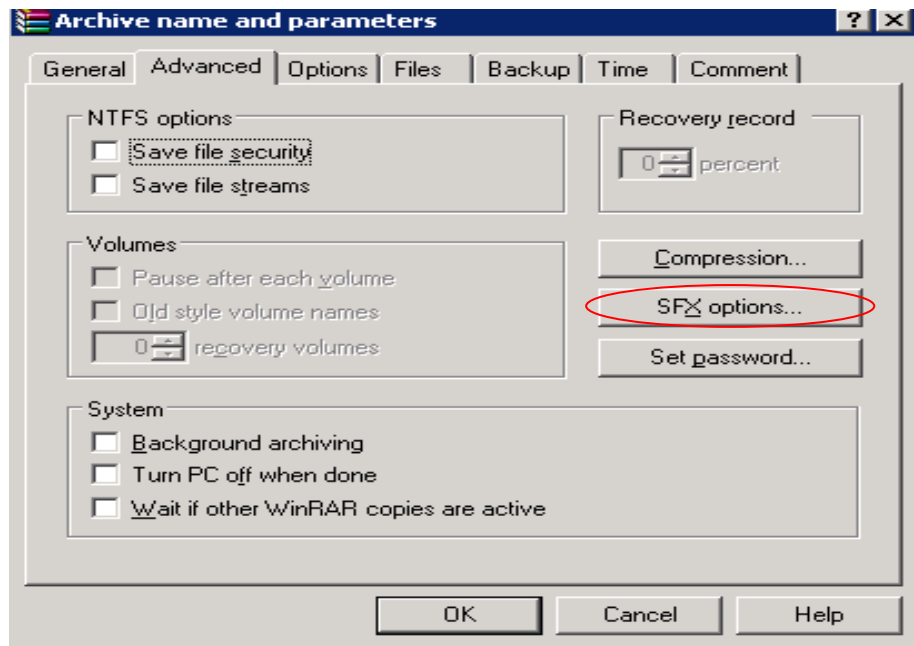 Archive name and parameters
General Advanced Options Files Backup Time Comment
NTFS options
Save file security
Save file streams
Recovery record
0 percent
Volumes
Pause after each volume
Old style volume names
0 recovery volumes
Compression...
SFX options...
Set password...
System
Background archiving
Turn PC off when done
Wait if other WinRAR copies are active
OK Cancel Help